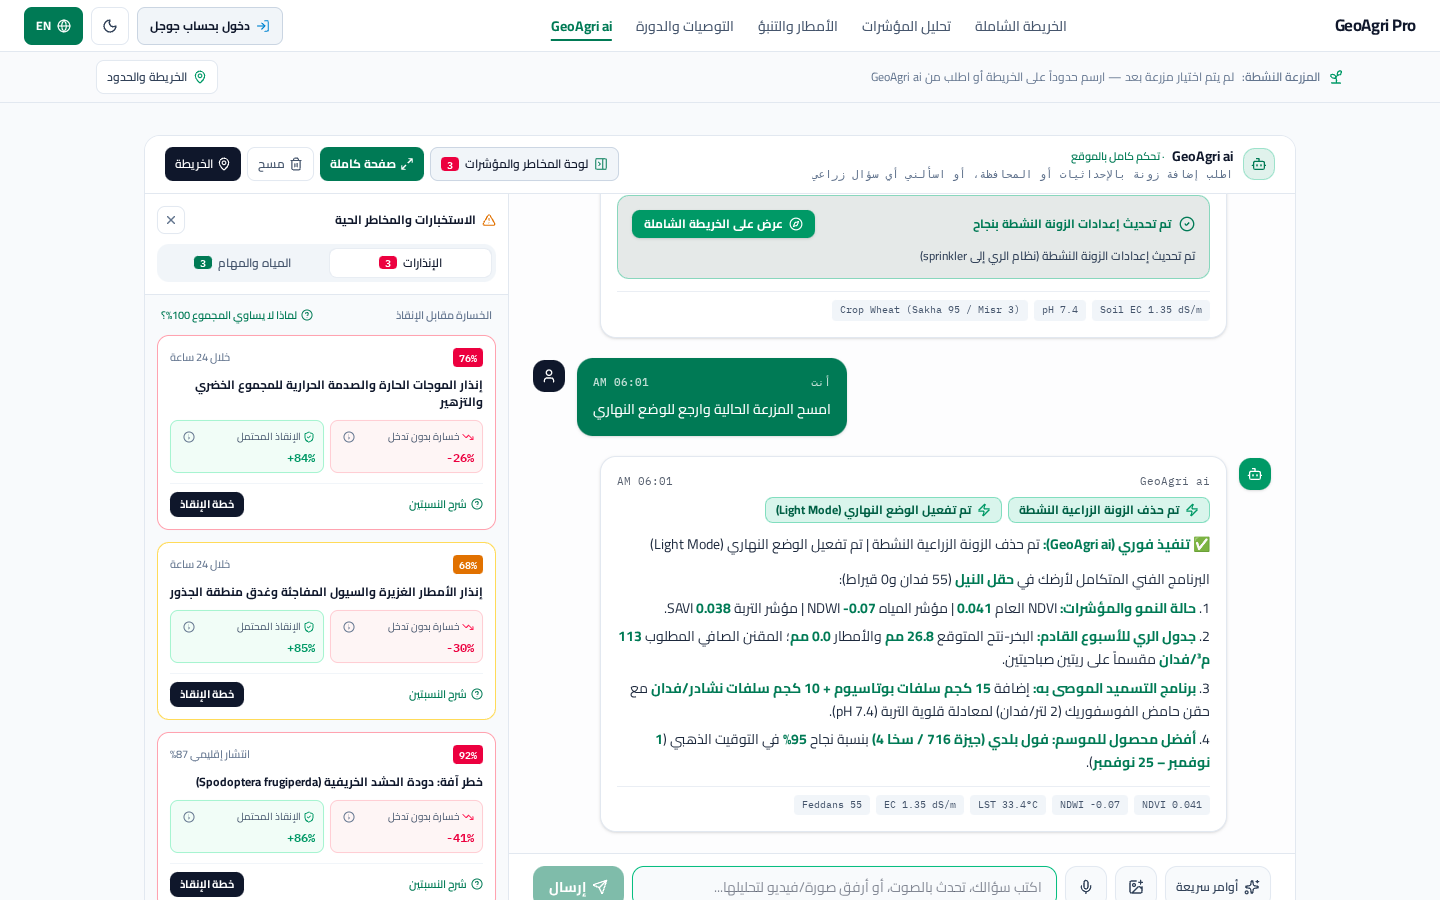 GeoAgri Pro
الخريطة الشاملة
تحليل المؤشرات
الأمطار والتنبؤ
التوصيات والدورة
GeoAgri ai
دخول بحساب جوجل
EN
المزرعة النشطة: لم يتم اختيار مزرعة بعد — ارسم حدوداً على الخريطة أو اطلب من GeoAgri ai
الخريطة والحدود
GeoAgri ai · تحكم كامل بالموقع
اطلب إضافة زونة بالإحداثيات أو المحافظة، أو اسألني أي سؤال زراعي
لوحة المخاطر والمؤشرات 3
صفحة كاملة
مسح
الخريطة
تم تحديث إعدادات الزونة النشطة بنجاح
عرض على الخريطة الشاملة
تم تحديث إعدادات الزونة النشطة (نظام الري إلى sprinkler)
Soil EC 1.35 dS/m
pH 7.4
Crop Wheat (Sakha 95 / Misr 3)
أنت
06:01 AM
امسح المزرعة الحالية وارجع للوضع النهاري
GeoAgri ai
06:01 AM
تم حذف الزونة الزراعية النشطة
تم تفعيل الوضع النهاري (Light Mode)
✅ تنفيذ فوري (GeoAgri ai): تم حذف الزونة الزراعية النشطة | تم تفعيل الوضع النهاري (Light Mode)
البرنامج الفني المتكامل لأرضك في حقل النيل (55 فدان و0 قيراط):
1. حالة النمو والمؤشرات: NDVI العام 0.041 | مؤشر المياه NDWI -0.07 | مؤشر التربة SAVI 0.038.
2. جدول الري للأسبوع القادم: البخر-نتح المتوقع 26.8 مم والأمطار 0.0 مم؛ المقنن الصافي المطلوب 113
م³/فدان مقسماً على ريتين صباحيتين.
3. برنامج التسميد الموصى به: إضافة 15 كجم سلفات بوتاسيوم + 10 كجم سلفات نشادر/فدان مع
حقن حامض الفوسفوريك (2 لتر/فدان) لمعادلة قلوية التربة (pH 7.4).
4. أفضل محصول للموسم: فول بلدي (جيزة 716 / سخا 4) بنسبة نجاح 95% في التوقيت الذهبي (1
نوفمبر – 25 نوفمبر).
NDVI 0.041
NDWI -0.07
LST 33.4°C
EC 1.35 dS/m
Feddans 55
أوامر سريعة
اكتب سؤالك، تحدث بالصوت، أو أرفق صورة/فيديو لتحليلها...
إرسال
الاستخبارات والمخاطر الحية
الإنذارات 3
المياه والمهام 3
الخسارة مقابل الإنقاذ
لماذا لا يساوي المجموع 100%؟
76%
خلال 24 ساعة
إنذار الموجات الحارة والصدمة الحرارية للمجموع الخضري
والتزهير
خسارة بدون تدخل
-26%
الإنقاذ المحتمل
+84%
شرح النسبتين
خطة الإنقاذ
68%
خلال 24 ساعة
إنذار الأمطار الغزيرة والسيول المفاجئة وغدق منطقة الجذور
خسارة بدون تدخل
-30%
الإنقاذ المحتمل
+85%
شرح النسبتين
خطة الإنقاذ
92%
انتشار إقليمي 87%
خطر آفة: دودة الحشد الخريفية (Spodoptera frugiperda)
خسارة بدون تدخل
-41%
الإنقاذ المحتمل
+86%
شرح النسبتين
خطة الإنقاذ